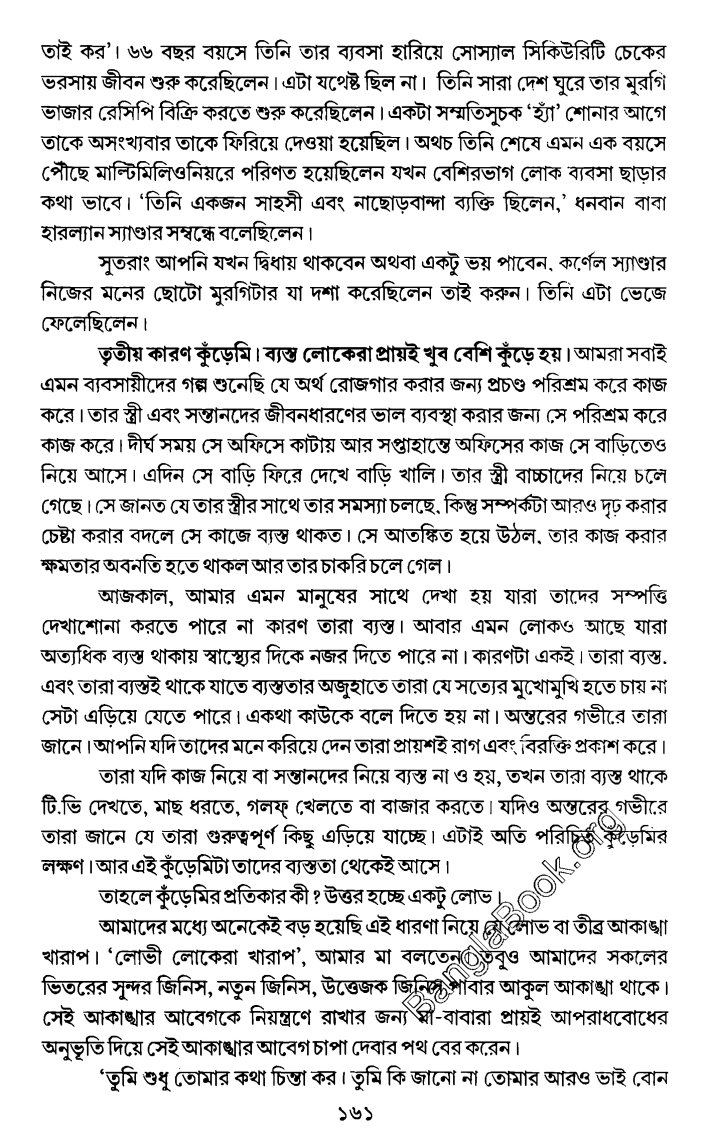 তাই কর’। ৬৬ বছর বয়সে তিনি তার ব্যবসা হারিয়ে সোস্যাল সিকিউরিটি চেকের
ভরসায় জীবন শুরু করেছিলেন। এটা যথেষ্ট ছিল না। তিনি সারা দেশ ঘুরে তার মুরগি
ভাজার রেসিপি বিক্রি করতে শুরু করেছিলেন। একটা সম্মতিসূচক ‘হ্যাঁ’ শোনার আগে
তাকে অসংখ্যবার তাকে ফিরিয়ে দেওয়া হয়েছিল। অথচ তিনি শেষে এমন এক বয়সে
পৌঁছে মাল্টিমিলিওনিয়রে পরিণত হয়েছিলেন যখন বেশিরভাগ লোক ব্যবসা ছাড়ার
কথা ভাবে। ‘তিনি একজন সাহসী এবং নাছোড়বান্দা ব্যক্তি ছিলেন,’ ধনবান বাবা
হারল্যান স্যাণ্ডার সম্বন্ধে বলেছিলেন।
সুতরাং আপনি যখন দ্বিধায় থাকবেন অথবা একটু ভয় পাবেন, কর্ণেল স্যাণ্ডার
নিজের মনের ছোটো মুরগিটার যা দশা করেছিলেন তাই করুন। তিনি এটা ভেজে
ফেলেছিলেন।
তৃতীয় কারণ কুঁড়েমি। ব্যস্ত লোকেরা প্রায়ই খুব বেশি কুঁড়ে হয়। আমরা সবাই
এমন ব্যবসায়ীদের গল্প শুনেছি যে অর্থ রোজগার করার জন্য প্রচণ্ড পরিশ্রম করে কাজ
করে। তার স্ত্রী এবং সন্তানদের জীবনধারণের ভাল ব্যবস্থা করার জন্য সে পরিশ্রম করে
কাজ করে। দীর্ঘ সময় সে অফিসে কাটায় আর সপ্তাহান্তে অফিসের কাজ সে বাড়িতেও
নিয়ে আসে। এদিন সে বাড়ি ফিরে দেখে বাড়ি খালি। তার স্ত্রী বাচ্চাদের নিয়ে চলে
গেছে। সে জানত যে তার স্ত্রীর সাথে তার সমস্যা চলছে, কিন্তু সম্পর্কটা আরও দৃঢ় করার
চেষ্টা করার বদলে সে কাজে ব্যস্ত থাকত। সে আতঙ্কিত হয়ে উঠল, তার কাজ করার
ক্ষমতার অবনতি হতে থাকল আর তার চাকরি চলে গেল।
আজকাল, আমার এমন মানুষের সাথে দেখা হয় যারা তাদের সম্পত্তি
দেখাশোনা করতে পারে না কারণ তারা ব্যস্ত। আবার এমন লোকও আছে যারা
অত্যধিক ব্যস্ত থাকায় স্বাস্থ্যের দিকে নজর দিতে পারে না। কারণটা একই। তারা ব্যস্ত,
এবং তারা ব্যস্তই থাকে যাতে ব্যস্ততার অজুহাতে তারা যে সত্যের মুখোমুখি হতে চায় না
সেটা এড়িয়ে যেতে পারে। একথা কাউকে বলে দিতে হয় না। অন্তরের গভীরে তারা
জানে। আপনি যদি তাদের মনে করিয়ে দেন তারা প্রায়শই রাগ এবং বিরক্তি প্রকাশ করে।
তারা যদি কাজ নিয়ে বা সন্তানদের নিয়ে ব্যস্ত না ও হয়, তখন তারা ব্যস্ত থাকে
টি.ভি দেখতে, মাছ ধরতে, গলফ্ খেলতে বা বাজার করতে। যদিও অন্তরের গভীরে
তারা জানে যে তারা গুরুত্বপূর্ণ কিছু এড়িয়ে যাচ্ছে। এটাই অতি পরিচিত কুঁড়েমির
লক্ষণ। আর এই কুঁড়েমিটা তাদের ব্যস্ততা থেকেই আসে।
তাহলে কুঁড়েমির প্রতিকার কী? উত্তর হচ্ছে একটু লোভ।
আমাদের মধ্যে অনেকেই বড় হয়েছি এই ধারণা নিয়ে যে লোভ বা তীব্র আকাঙ্খা
খারাপ। ‘লোভী লোকেরা খারাপ’, আমার মা বলতেন। তবুও আমাদের সকলের
ভিতরের সুন্দর জিনিস, নতুন জিনিস, উত্তেজক জিনিস পাবার আকুল আকাঙ্খা থাকে।
সেই আকাঙ্খার আবেগকে নিয়ন্ত্রণে রাখার জন্য মা-বাবারা প্রায়ই আপরাধবোধের
অনুভূতি দিয়ে সেই আকাঙ্খার আবেগ চাপা দেবার পথ বের করেন।
‘তুমি শুধু তোমার কথা চিন্তা কর। তুমি কি জানো না তোমার আরও ভাই বোন
১৬১
BanglaBook.org